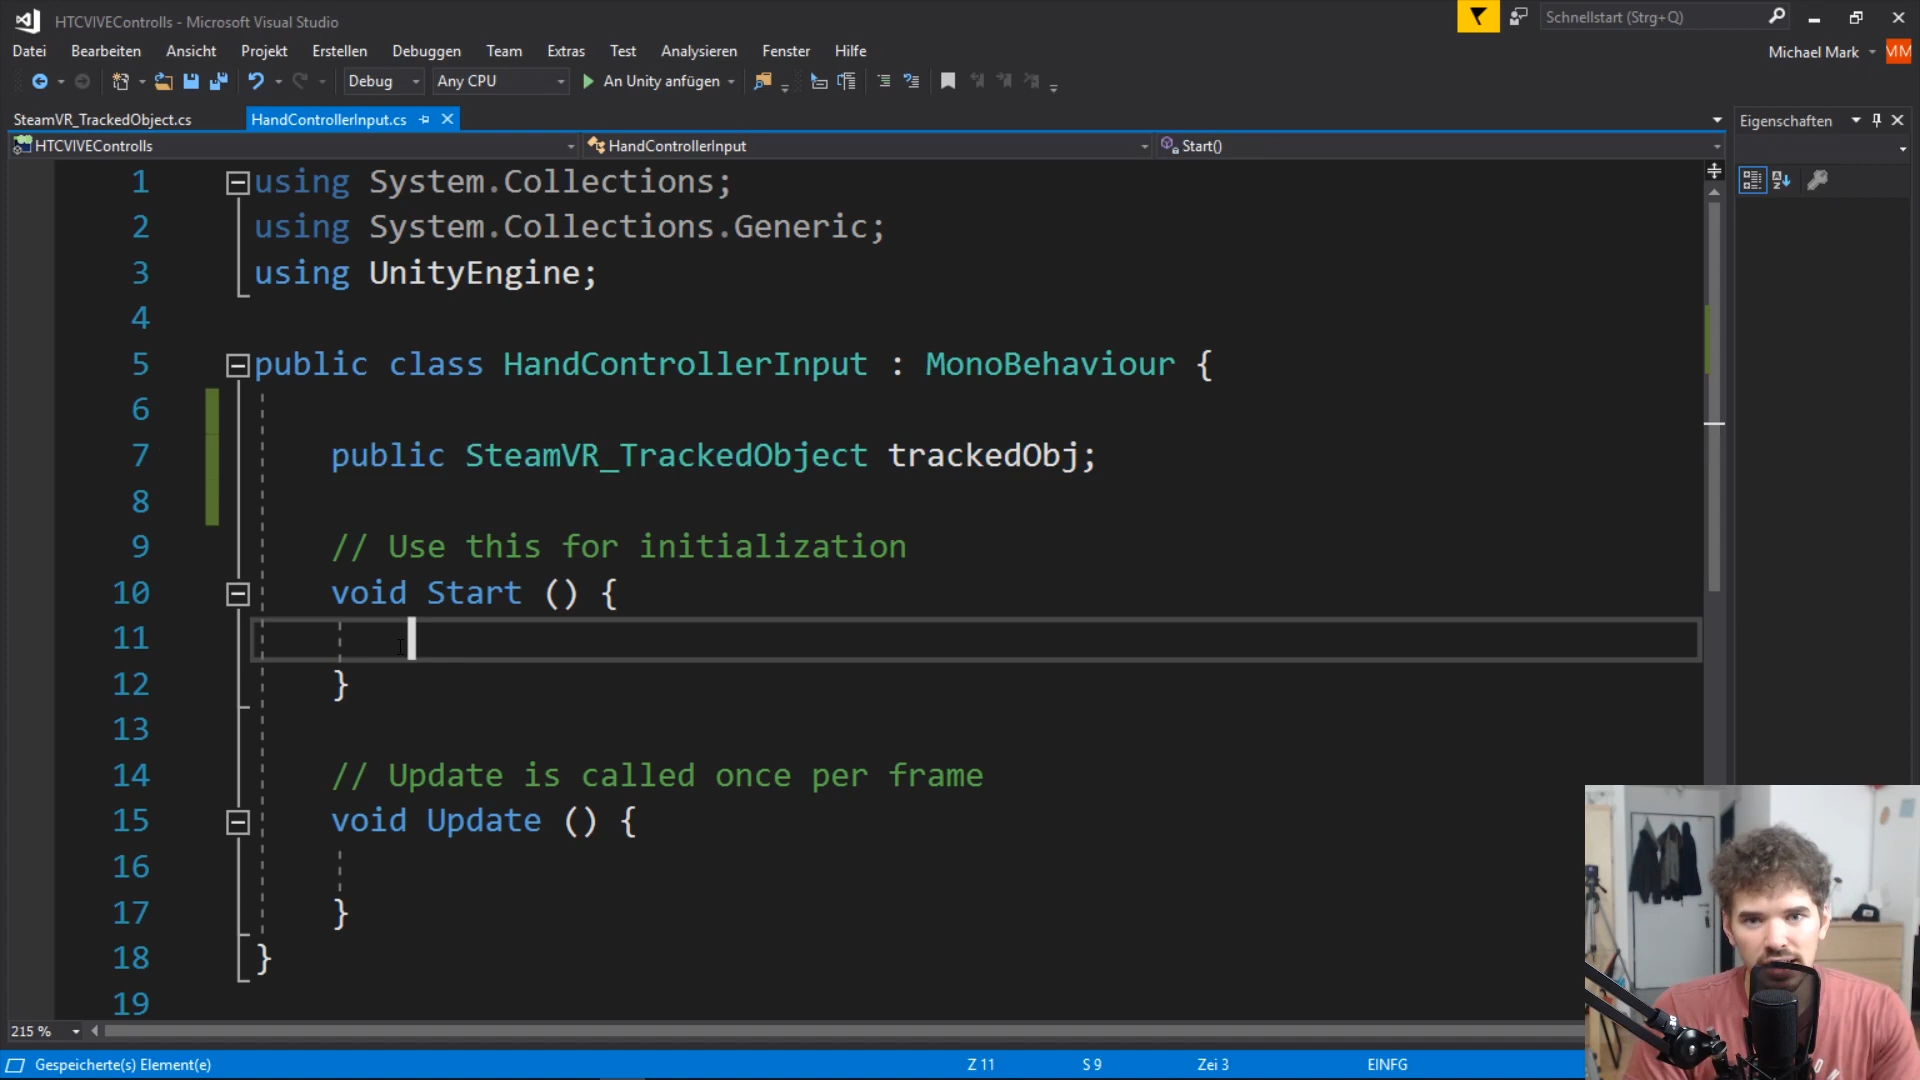 HTCVIVEControlls - Microsoft Visual Studio
Schnellstart (Strg+Q)
Datei Bearbeiten Ansicht Projekt Erstellen Debuggen Team Extras Test Analysieren Fenster Hilfe
Michael Mark MM
Debug Any CPU An Unity anfügen
SteamVR_TrackedObject.cs HandControllerInput.cs
Eigenschaften
HTCVIVEControlls HandControllerInput Start()
1 using System.Collections;
2 using System.Collections.Generic;
3 using UnityEngine;
4
5 public class HandControllerInput : MonoBehaviour {
6
7 public SteamVR_TrackedObject trackedObj;
8
9 // Use this for initialization
10 void Start () {
11
12 }
13
14 // Update is called once per frame
15 void Update () {
16
17 }
18 }
19
215 %
Gespeicherte(s) Element(e) Z 11 S 9 Zei 3 EINFG